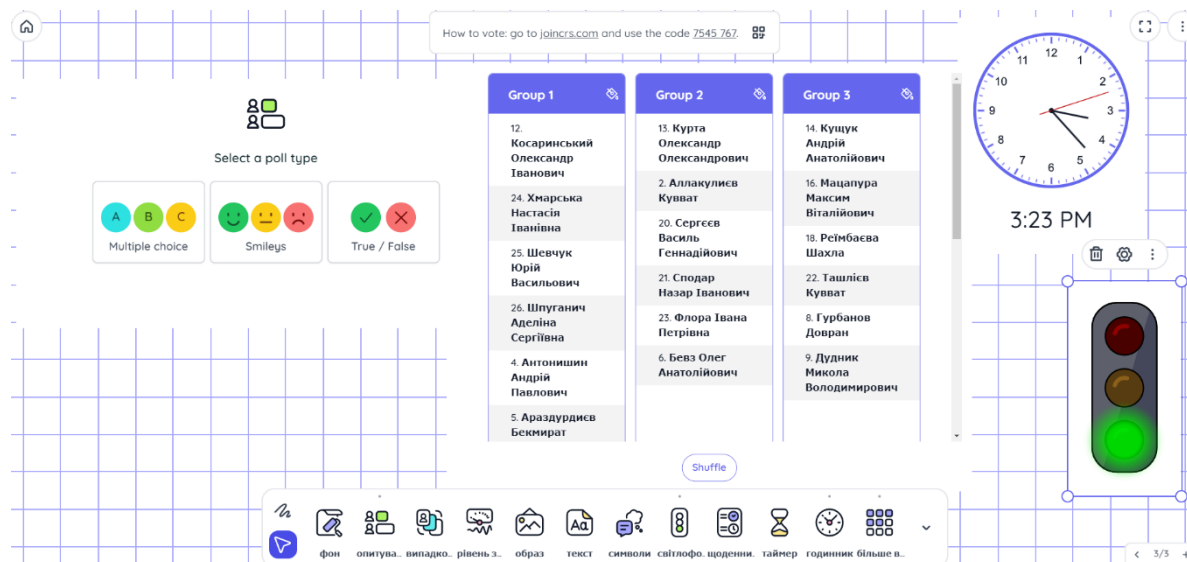 How to vote: go to joincrs.com and use the code 7545 767.
Select a poll type
A B C
Multiple choice
Smileys
True / False
Group 1
12.
Косаринський
Олександр
Іванович
24. Хмарська
Настасія
Іванівна
25. Шевчук
Юрій
Васильович
26. Шпуганич
Аделіна
Сергіївна
4. Антонишин
Андрій
Павлович
5. Араздурдиєв
Бекмират
Group 2
13. Курта
Олександр
Олександрович
2. Аллакулиєв
Кувват
20. Сергєєв
Василь
Геннадійович
21. Сподар
Назар Іванович
23. Флора Івана
Петрівна
6. Бевз Олег
Анатолійович
Group 3
14. Кущук
Андрій
Анатолійович
16. Мацапура
Максим
Віталійович
18. Реїмбаєва
Шахла
22. Ташлієв
Кувват
8. Гурбанов
Довран
9. Дудник
Микола
Володимирович
Shuffle
12
1
2
3
4
5
6
7
8
9
10
11
3:23 PM
Aa
фон опитува.. випадко.. рівень з.. образ текст символи світлофо. щоденни. таймер годинник більше в..
3/3